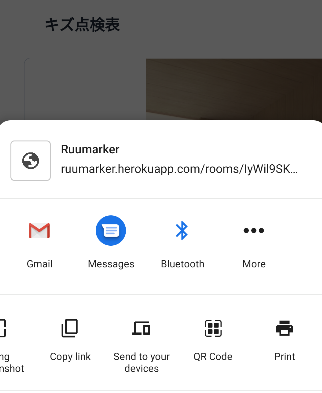 キズ点検表
Ruumarker
ruumarker.herokuapp.com/rooms/IyWil9SK...
Gmail
Messages
Bluetooth
More
ng
nshot
Copy link
Send to your
devices
QR Code
Print